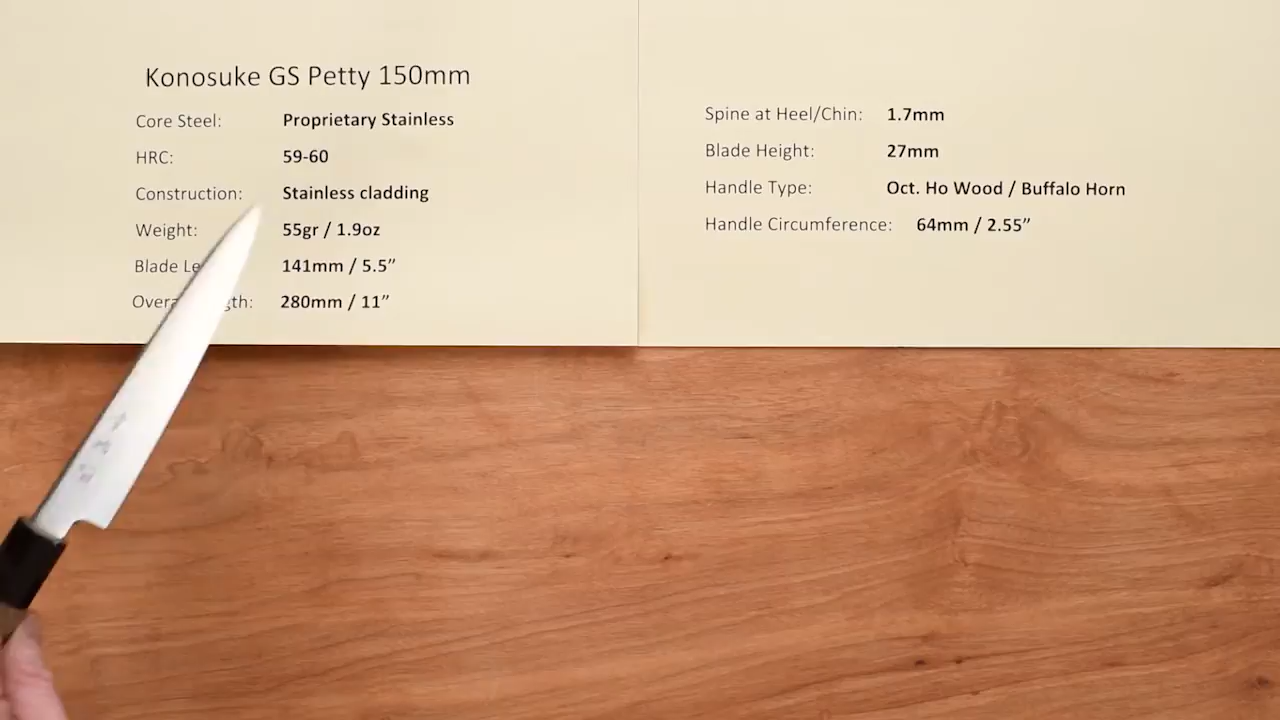 Konosuke GS Petty 150mm
Core Steel: Proprietary Stainless
HRC: 59-60
Construction: Stainless cladding
Weight: 55gr / 1.9oz
Blade 141mm / 5.5”
280mm / 11”
Spine at Heel/Chin: 1.7mm
Blade Height: 27mm
Handle Type: Oct. Ho Wood / Buffalo Horn
Handle Circumference: 64mm / 2.55”